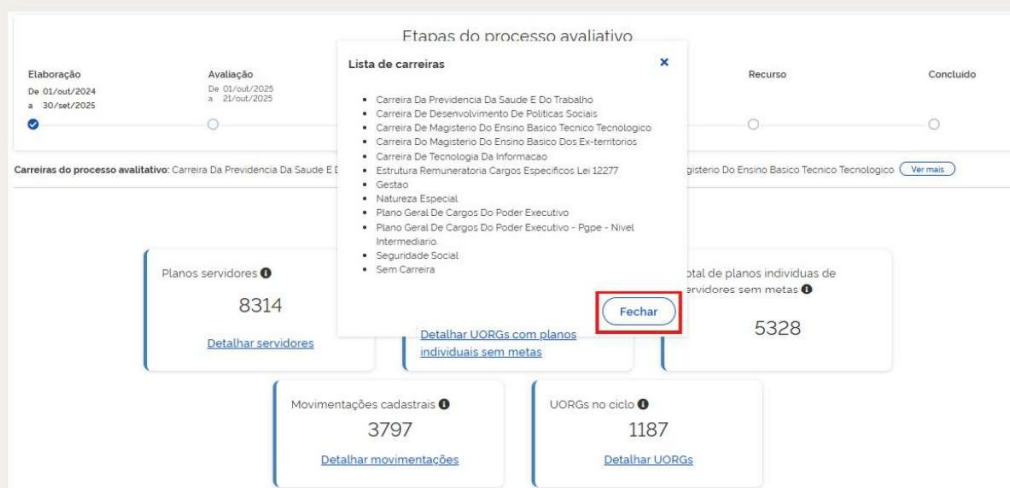 Etapas do processo avaliativo
Elaboração
De 01/out/2024
a 30/set/2025
Avaliação
De 01/out/2025
a 21/out/2025
Recurso
Concluído
Lista de carreiras
×
Carreira Da Previdencia Da Saude E Do Trabalho
Carreira De Desenvolvimento De Politicas Sociais
Carreira De Magisterio Do Ensino Basico Tecnico Tecnologico
Carreira Do Magisterio Do Ensino Basico Dos Ex-territorios
Carreira De Tecnologia Da Informacao
Estrutura Remuneratoria Cargos Especificos Lei 12277
Gestao
Natureza Especial
Plano Geral De Cargos Do Poder Executivo
Plano Geral De Cargos Do Poder Executivo - Pgpe - Nivel
Intermediario.
Seguridade Social
Sem Carreira
Fechar
Carreiras do processo avalitativo: Carreira Da Previdencia Da Saude E
Do Ensino Basico Tecnico Tecnologico Ver mais
Planos servidores
8314
Detalhar servidores
Detalhar UORGs com planos
individuais sem metas
de planos individuas de
servidores sem metas
5328
Movimentações cadastrais
3797
Detalhar movimentações
UORGs no ciclo
1187
Detalhar UORGs